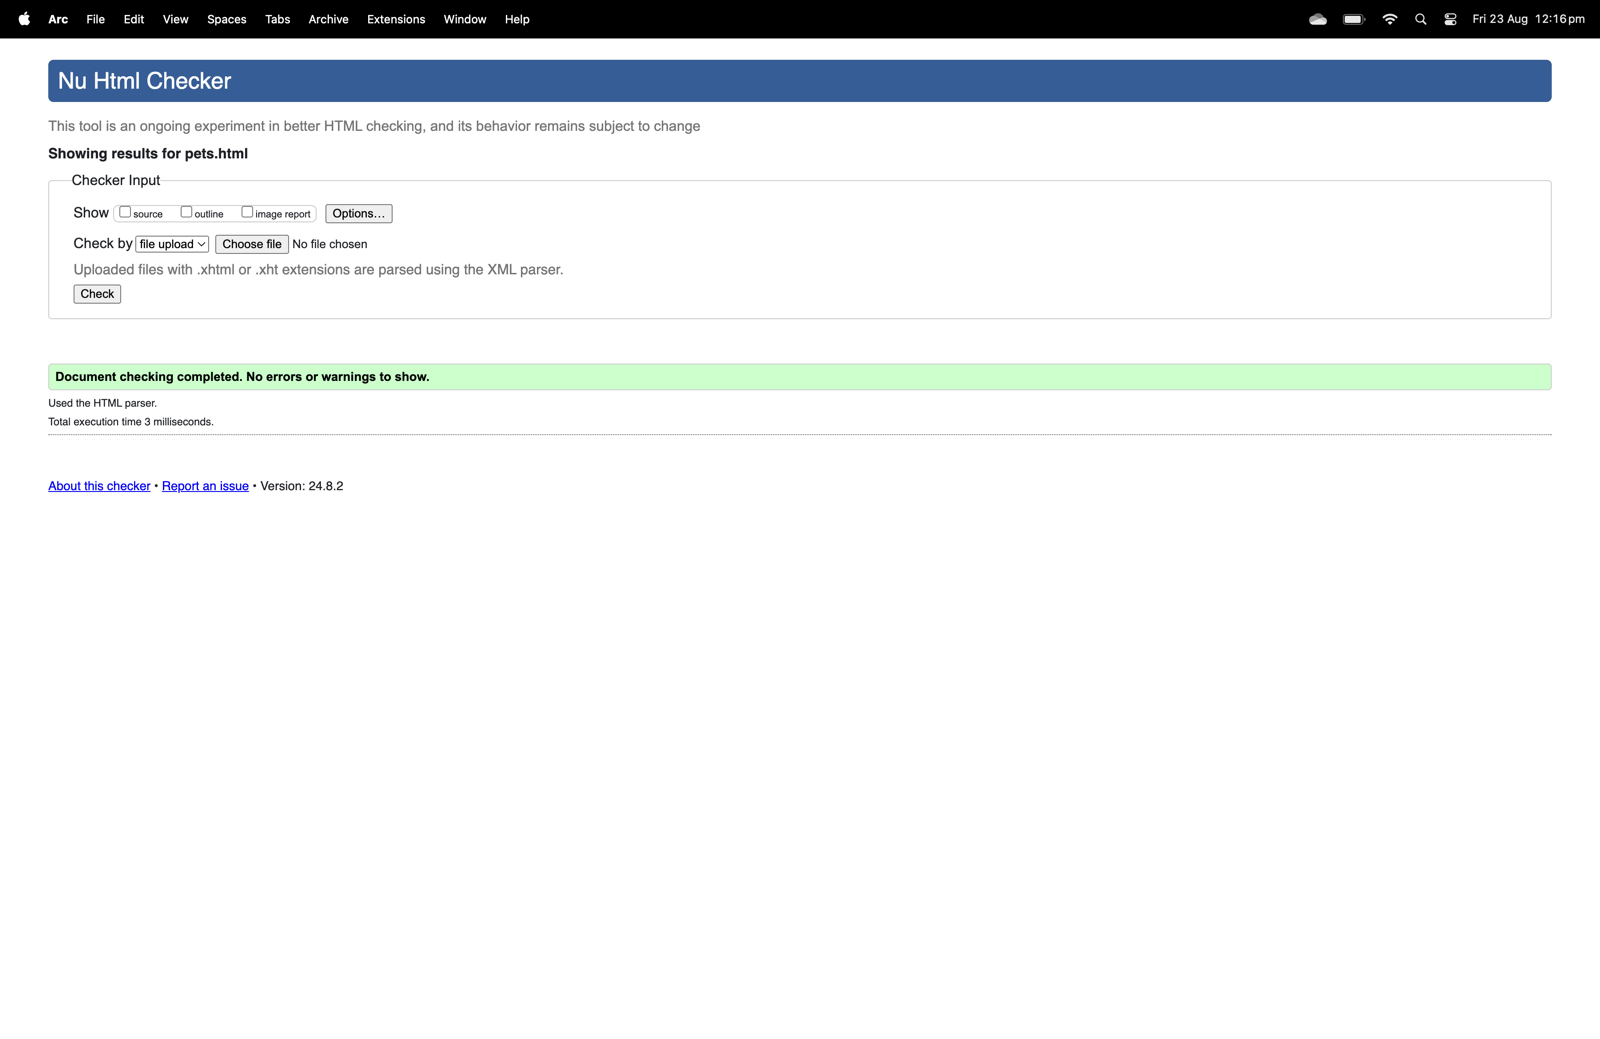 Arc File Edit View Spaces Tabs Archive Extensions Window Help Fri 23 Aug 12:16 pm
Nu Html Checker
This tool is an ongoing experiment in better HTML checking, and its behavior remains subject to change
Showing results for pets.html
Checker Input
Show source outline image report Options...
Check by file upload Choose file No file chosen
Uploaded files with .xhtml or .xht extensions are parsed using the XML parser.
Check
Document checking completed. No errors or warnings to show.
Used the HTML parser.
Total execution time 3 milliseconds.
About this checker • Report an issue • Version: 24.8.2